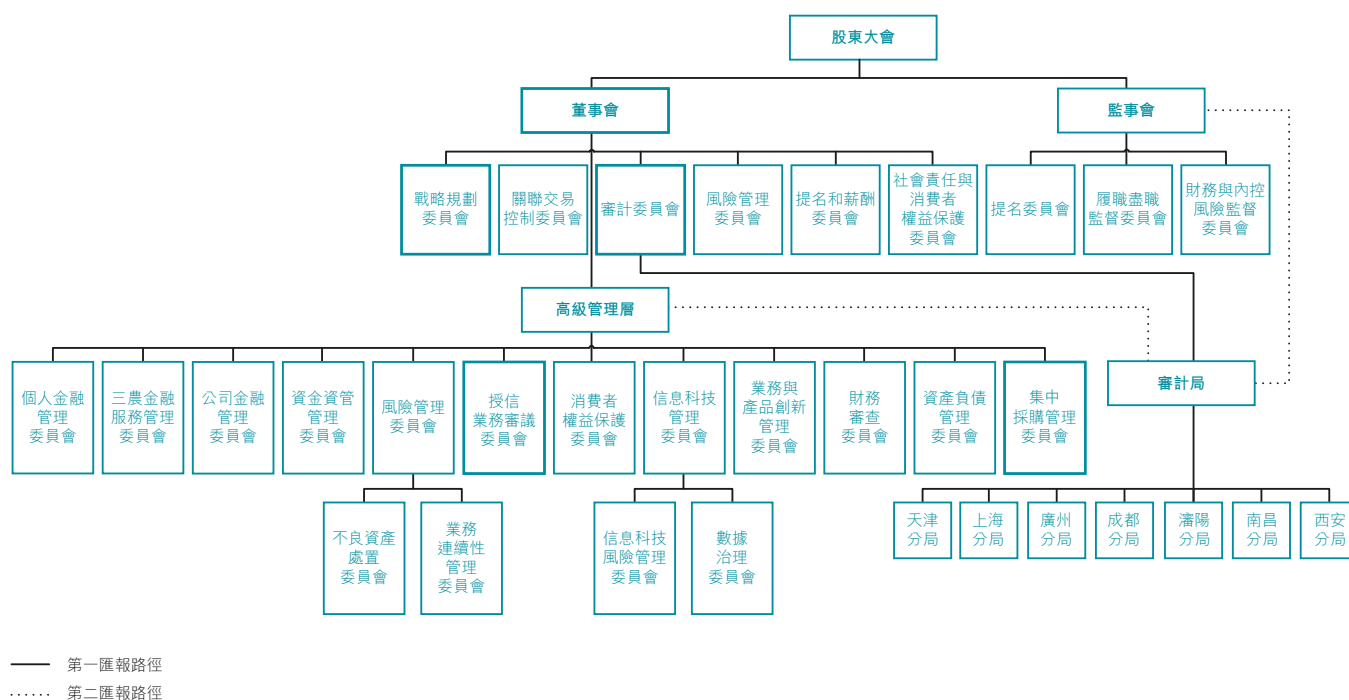 股東大會
董事會
監事會
戰略規劃
委員會
關聯交易
控制委員會
審計委員會
風險管理
委員會
提名和薪酬
委員會
社會責任與
消費者
權益保護
委員會
提名委員會
履職盡職
監督委員會
財務與內控
風險監督
委員會
高級管理層
審計局
個人金融
管理
委員會
三農金融
服務管理
委員會
公司金融
管理
委員會
資金資管
管理
委員會
風險管理
委員會
授信
業務審議
委員會
消費者
權益保護
委員會
信息科技
管理
委員會
業務與
產品創新
管理
委員會
財務
審查
委員會
資產負債
管理
委員會
集中
採購管理
委員會
不良資產
處置
委員會
業務
連續性
管理
委員會
信息科技
風險管理
委員會
數據
治理
委員會
天津
分局
上海
分局
廣州
分局
成都
分局
瀋陽
分局
南昌
分局
西安
分局
第一匯報路徑
第二匯報路徑